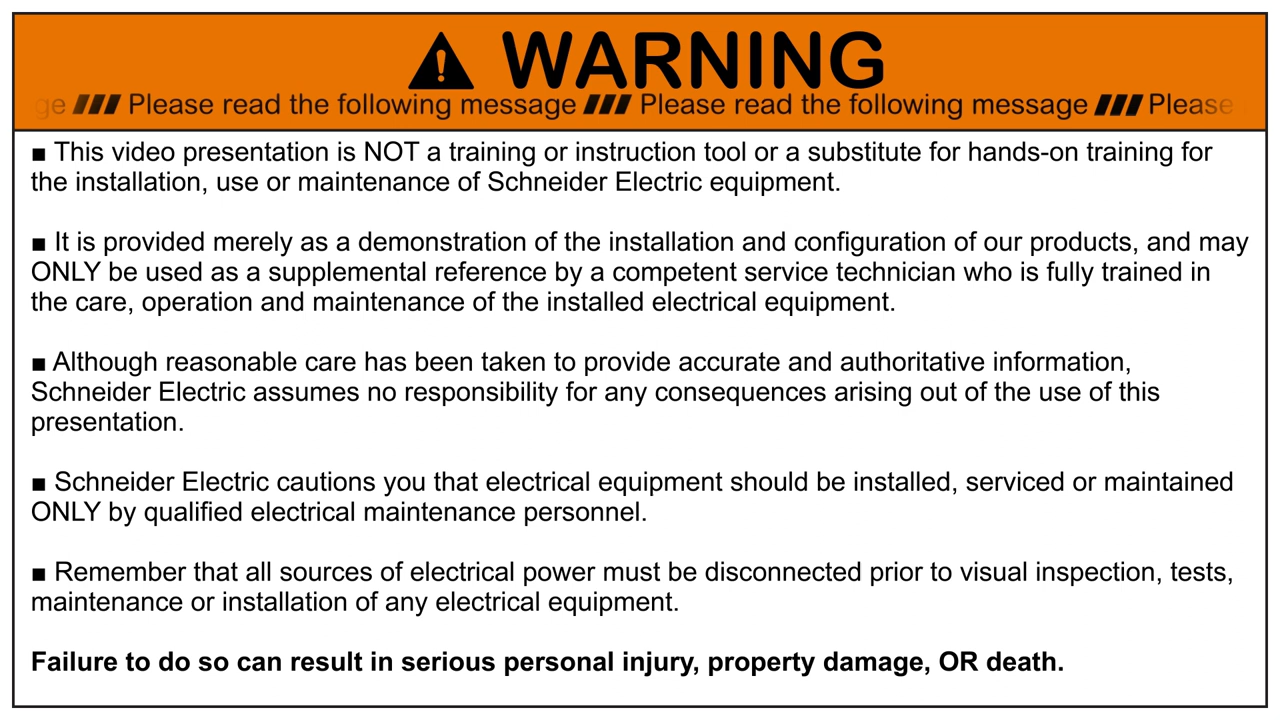 WARNING
ge /// Please read the following message /// Please read the following message /// Please
■ This video presentation is NOT a training or instruction tool or a substitute for hands-on training for
the installation, use or maintenance of Schneider Electric equipment.
■ It is provided merely as a demonstration of the installation and configuration of our products, and may
ONLY be used as a supplemental reference by a competent service technician who is fully trained in
the care, operation and maintenance of the installed electrical equipment.
■ Although reasonable care has been taken to provide accurate and authoritative information,
Schneider Electric assumes no responsibility for any consequences arising out of the use of this
presentation.
■ Schneider Electric cautions you that electrical equipment should be installed, serviced or maintained
ONLY by qualified electrical maintenance personnel.
■ Remember that all sources of electrical power must be disconnected prior to visual inspection, tests,
maintenance or installation of any electrical equipment.
Failure to do so can result in serious personal injury, property damage, OR death.